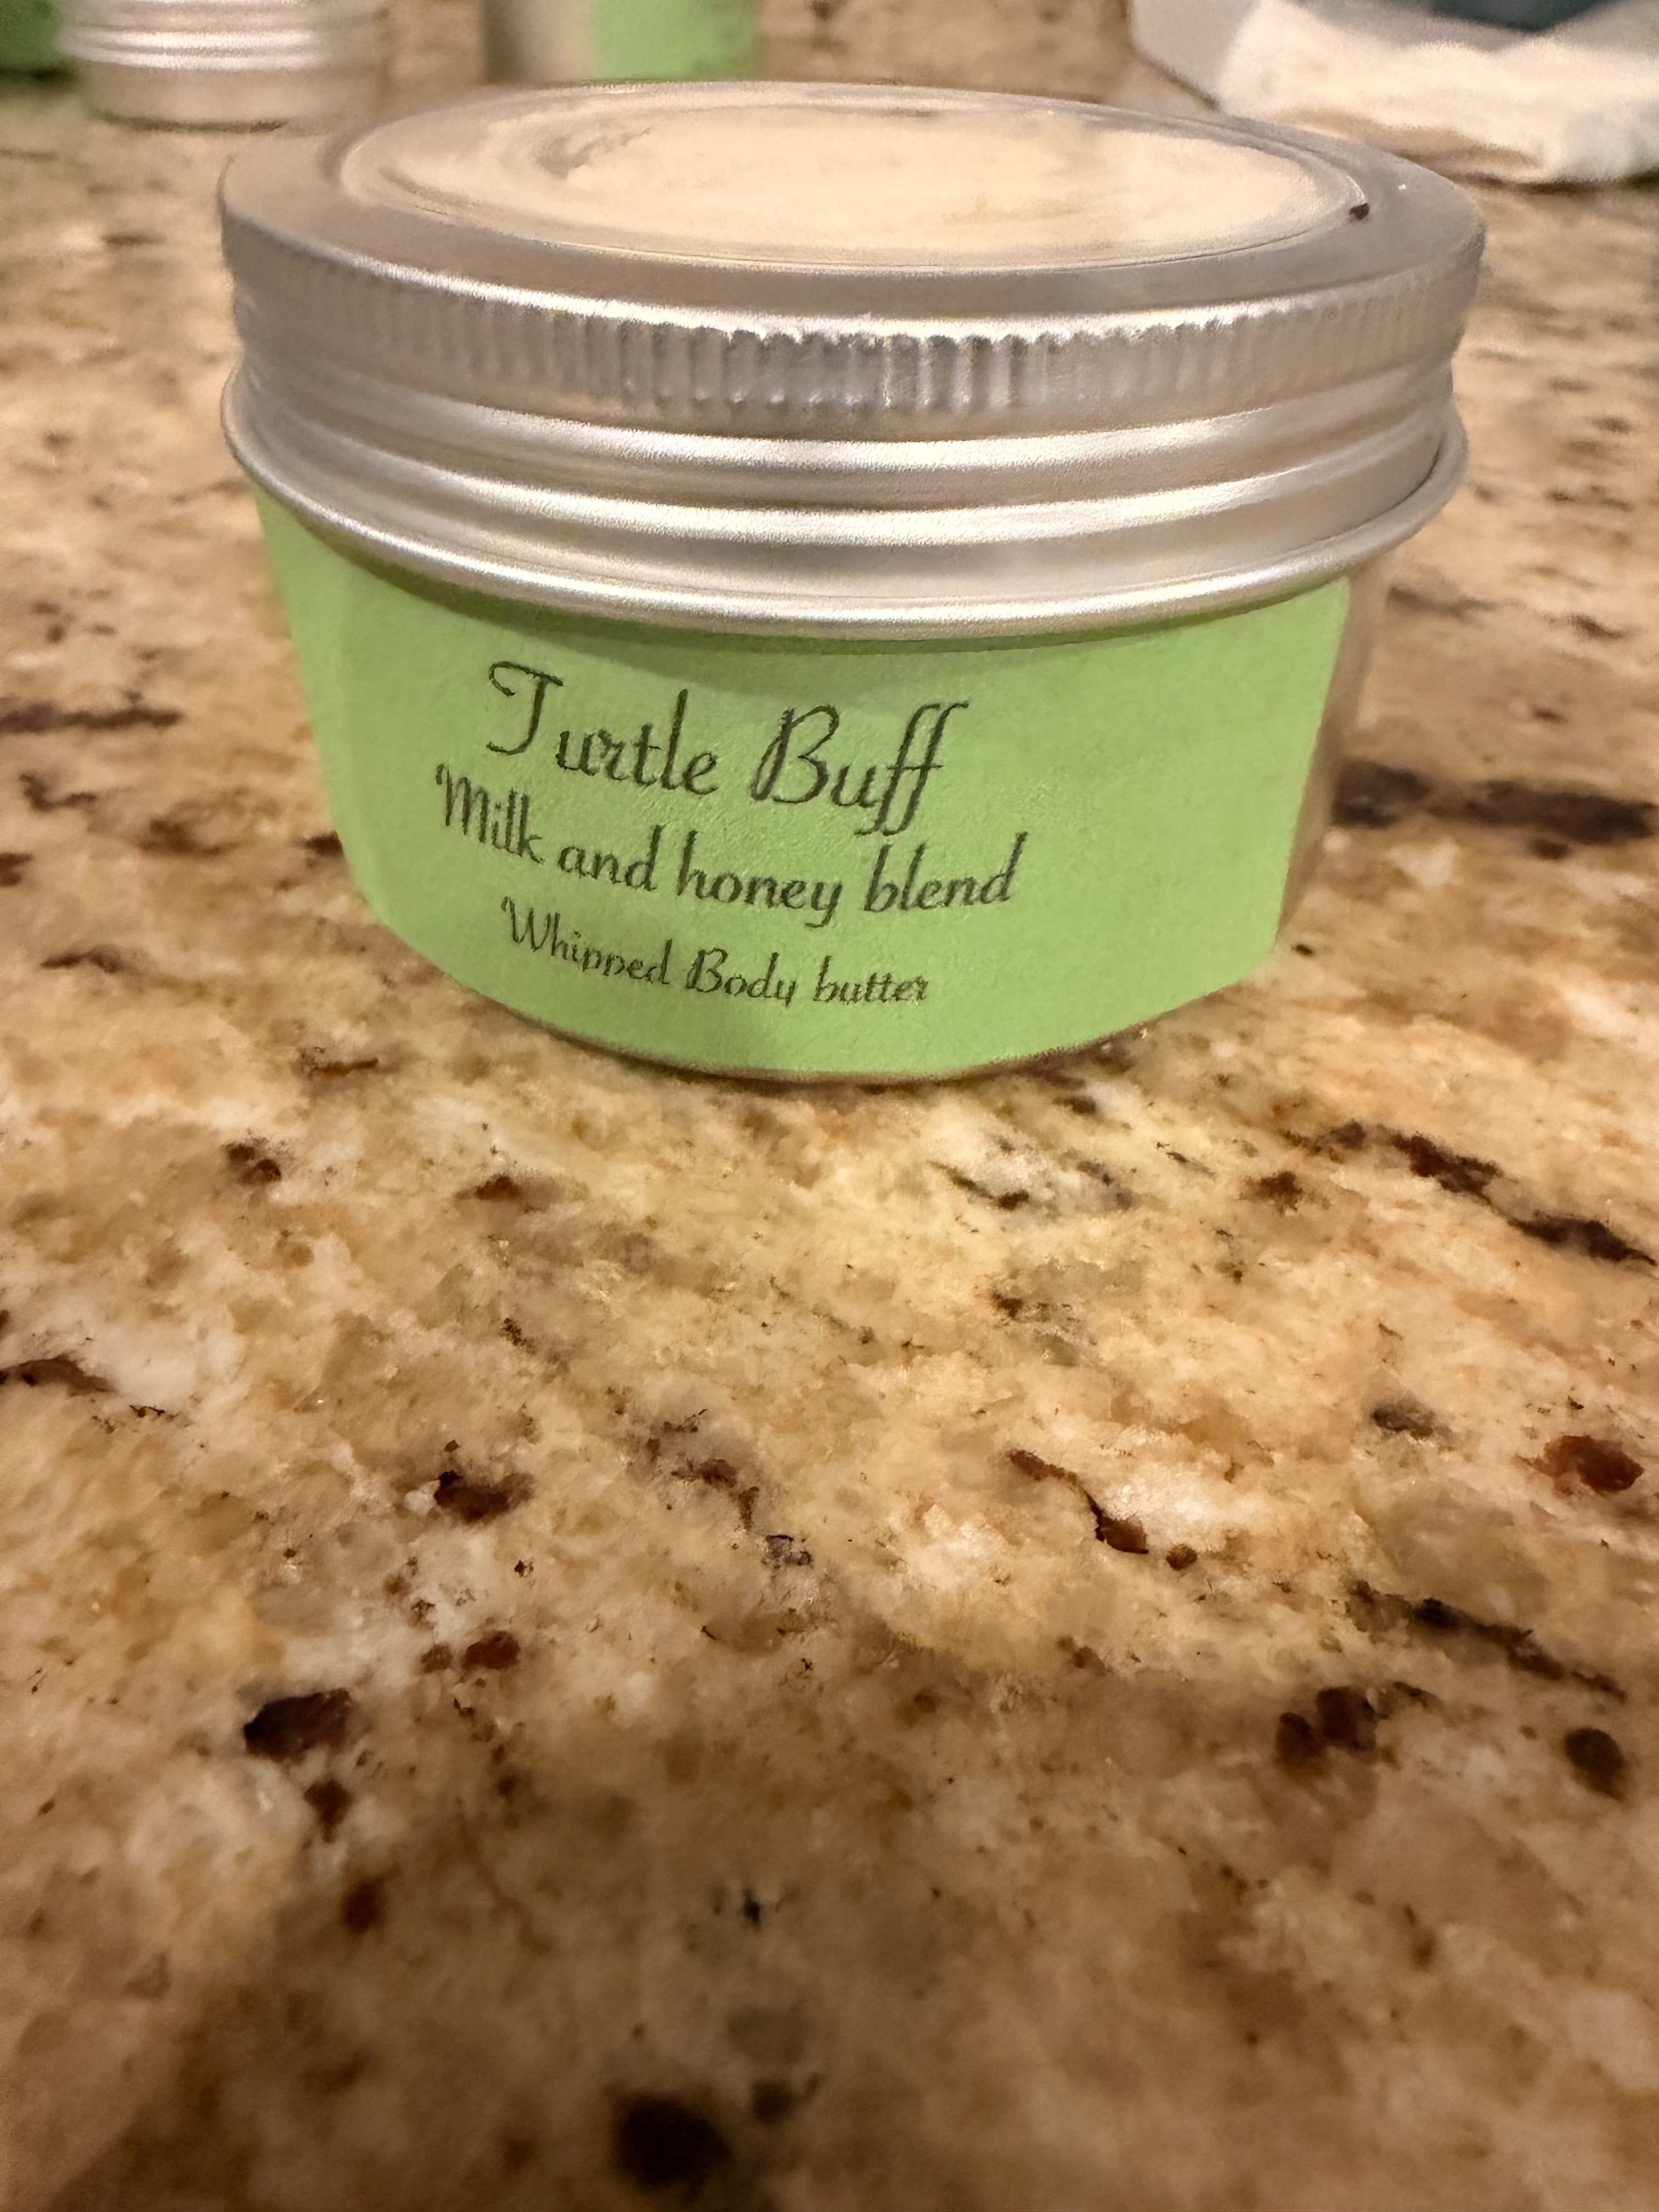 Turtle Buff
Milk and honey blend
Whipped Body butter